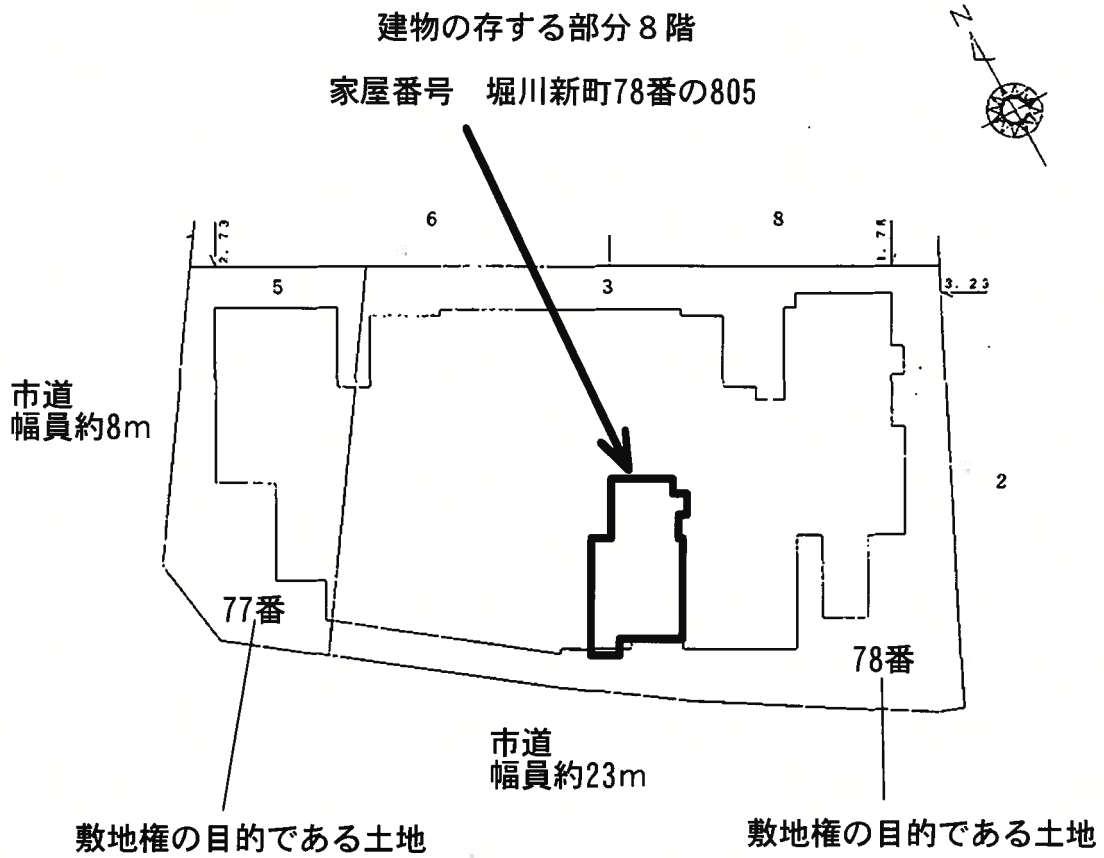 建物の存する部分８階
家屋番号　堀川新町78番の805
N
6
8
2.73
3.23
5
3
市道
幅員約8m
2
77番
78番
市道
幅員約23m
敷地権の目的である土地
敷地権の目的である土地